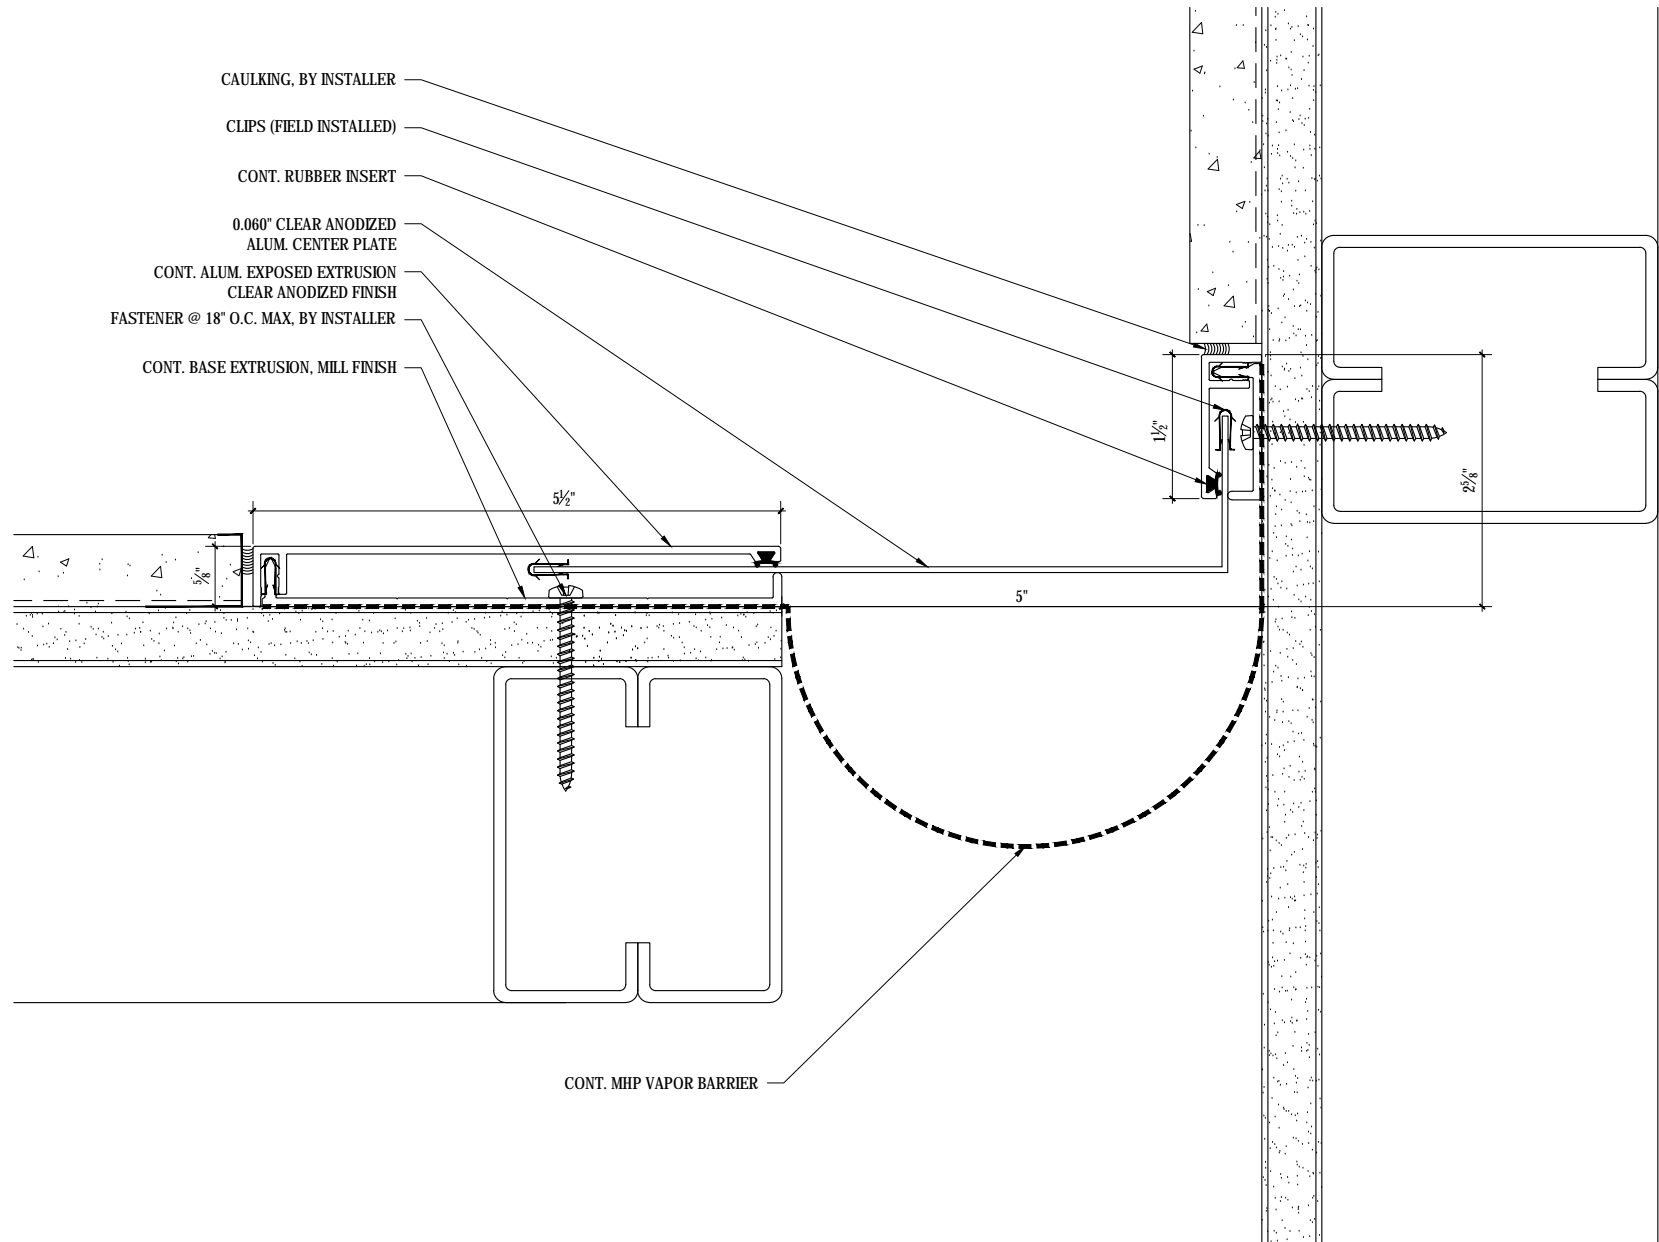 CAULKING, BY INSTALLER
CLIPS (FIELD INSTALLED)
CONT. RUBBER INSERT
0.060" CLEAR ANODIZED
ALUM. CENTER PLATE
CONT. ALUM. EXPOSED EXTRUSION
CLEAR ANODIZED FINISH
FASTENER @ 18" O.C. MAX, BY INSTALLER
CONT. BASE EXTRUSION, MILL FINISH
1½"
2⅝"
5½"
⅝"
5"
CONT. MHP VAPOR BARRIER